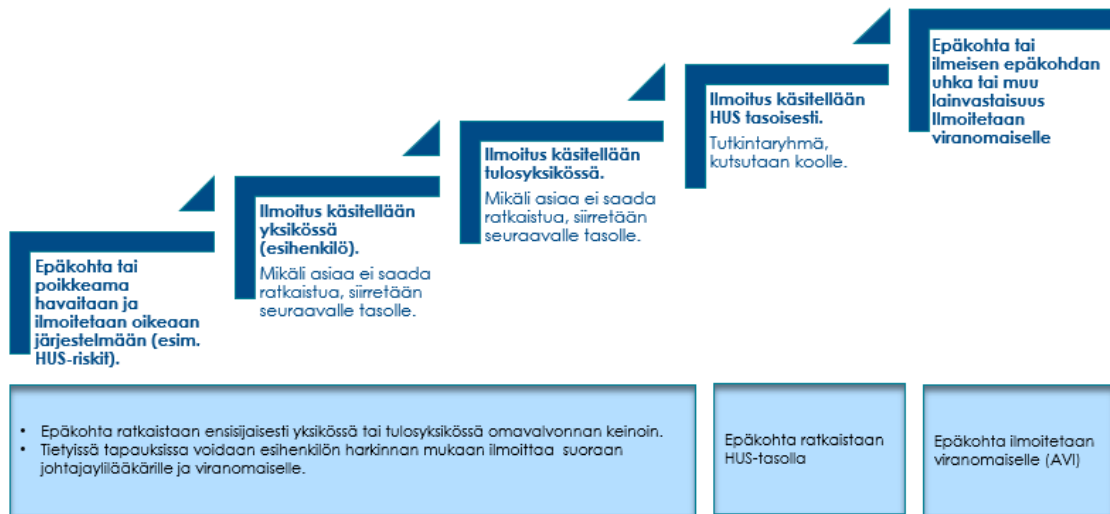 Epäkohta tai
poikkeama
havaitaan ja
ilmoitetaan oikeaan
järjestelmään (esim.
HUS-riskit).
Ilmoitus käsitellään
yksikössä
(esihenkilö).
Mikäli asiaa ei saada
ratkaistua, siirretään
seuraavalle tasolle.
Ilmoitus käsitellään
tulosyksikössä.
Mikäli asiaa ei saada
ratkaistua, siirretään
seuraavalle tasolle.
Ilmoitus käsitellään
HUS tasoisesti.
Tutkintaryhmä,
kutsutaan koolle.
Epäkohta tai
ilmeisen epäkohdan
uhka tai muu
lainvastaisuus
Ilmoitetaan
viranomaiselle
• Epäkohta ratkaistaan ensisijaisesti yksikössä tai tulosyksikössä omavalvonnan keinoin.
• Tietyissä tapauksissa voidaan esihenkilön harkinnan mukaan ilmoittaa suoraan
johtajaylilääkärille ja viranomaiselle.
Epäkohta ratkaistaan
HUS-tasolla
Epäkohta ilmoitetaan
viranomaiselle (AVI)